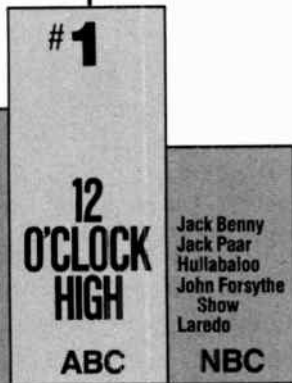 #1
12
O'CLOCK
HIGH
ABC
Jack Benny
Jack Paar
Hullabaloo
John Forsythe
Show
Laredo
NBC